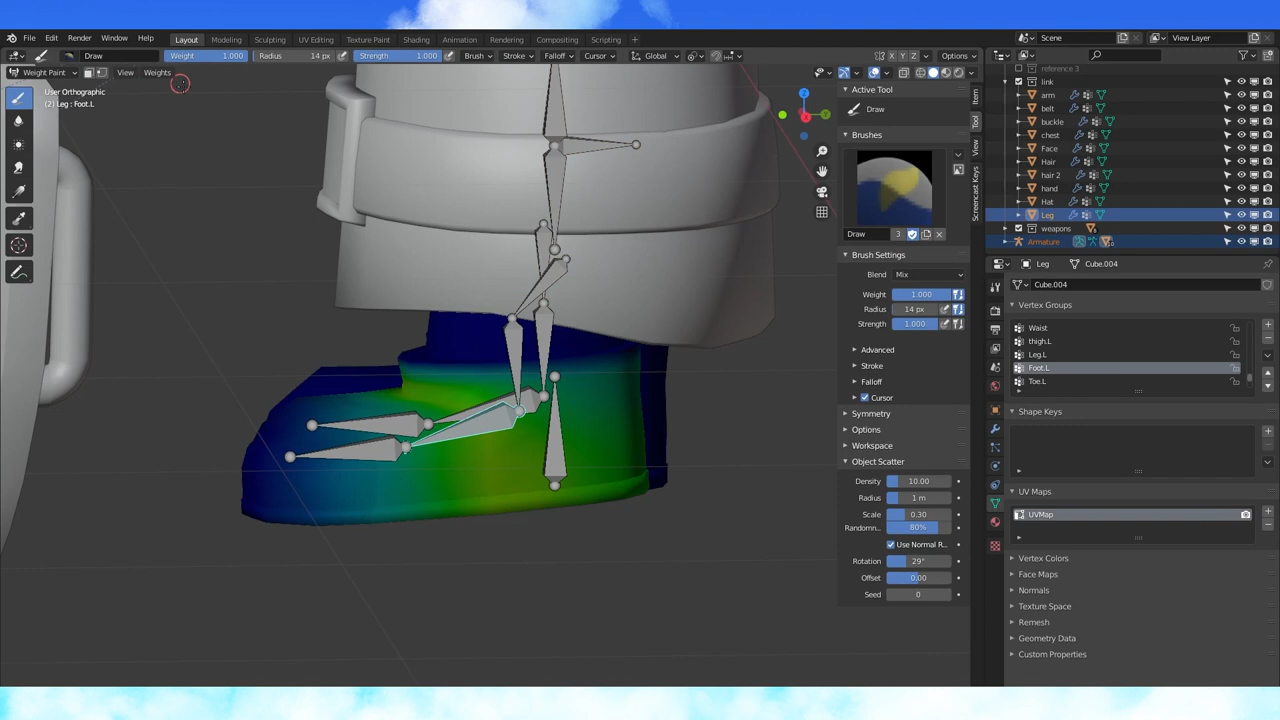 File Edit Render Window Help Layout Modeling Sculpting UV Editing Texture Paint Shading Animation Rendering Compositing Scripting + Scene View Layer
Draw Weight 1.000 Radius 14 px Strength 1.000 Brush Stroke Falloff Cursor Global X Y Z Options
Weight Paint View Weights
User Orthographic
(2) Leg : Foot.L
Z
X
Y
Active Tool
Draw
Brushes
Draw 3
Brush Settings
Blend Mix
Weight 1.000
Radius 14 px
Strength 1.000
Advanced
Stroke
Falloff
Cursor
Symmetry
Options
Workspace
Object Scatter
Density 10.00
Radius 1 m
Scale 0.30
Randomn... 80%
Use Normal R...
Rotation 29°
Offset 0.00
Seed 0
Item
Tool
View
Screencast Keys
reference 3
link
arm
belt
buckle
chest
Face
Hair
hair 2
hand
Hat
Leg
weapons
Armature
Leg Cube.004
Cube.004
Vertex Groups
Waist
thigh.L
Leg.L
Foot.L
Toe.L
Shape Keys
UV Maps
UVMap
Vertex Colors
Face Maps
Normals
Texture Space
Remesh
Geometry Data
Custom Properties